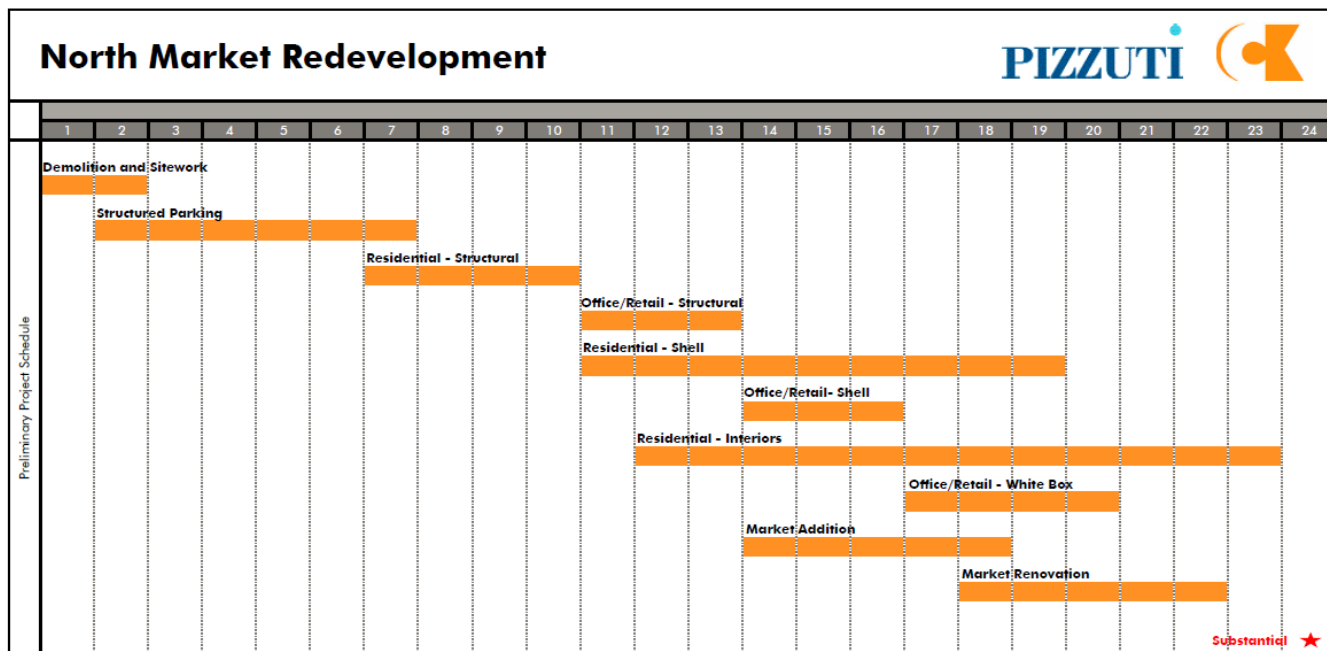 North Market Redevelopment
PIZZUTI
1 2 3 4 5 6 7 8 9 10 11 12 13 14 15 16 17 18 19 20 21 22 23 24
Preliminary Project Schedule
Demolition and Sitework
Structured Parking
Residential - Structural
Office/Retail - Structural
Residential - Shell
Office/Retail- Shell
Residential - Interiors
Office/Retail - White Box
Market Addition
Market Renovation
Substantial